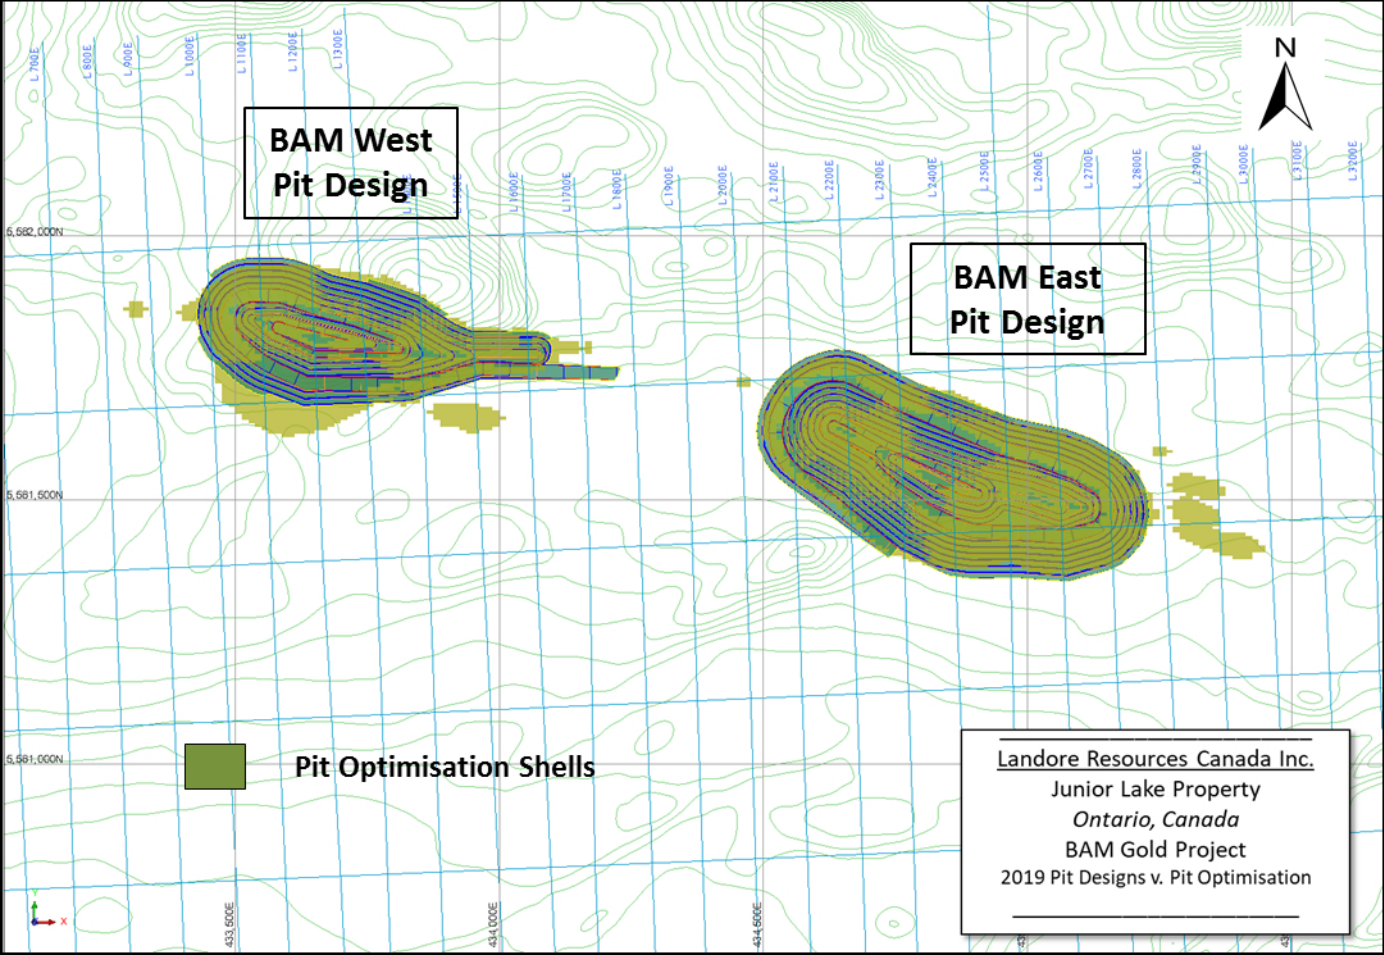 L 700E
L 800E
L 900E
L 1000E
L 1100E
L 1200E
L 1300E
N
BAM West
Pit Design
L 1600E
L 1700E
L 1800E
L 1900E
L 2000E
L 2100E
L 2200E
L 2300E
L 2400E
L 2500E
L 2600E
L 2700E
L 2800E
L 2900E
L 3000E
L 3100E
L 3200E
5,582,000N
BAM East
Pit Design
5,581,500N
5,581,000N
Pit Optimisation Shells
Landore Resources Canada Inc.
Junior Lake Property
Ontario, Canada
BAM Gold Project
2019 Pit Designs v. Pit Optimisation
Y
X
433,500E
434,000E
434,500E